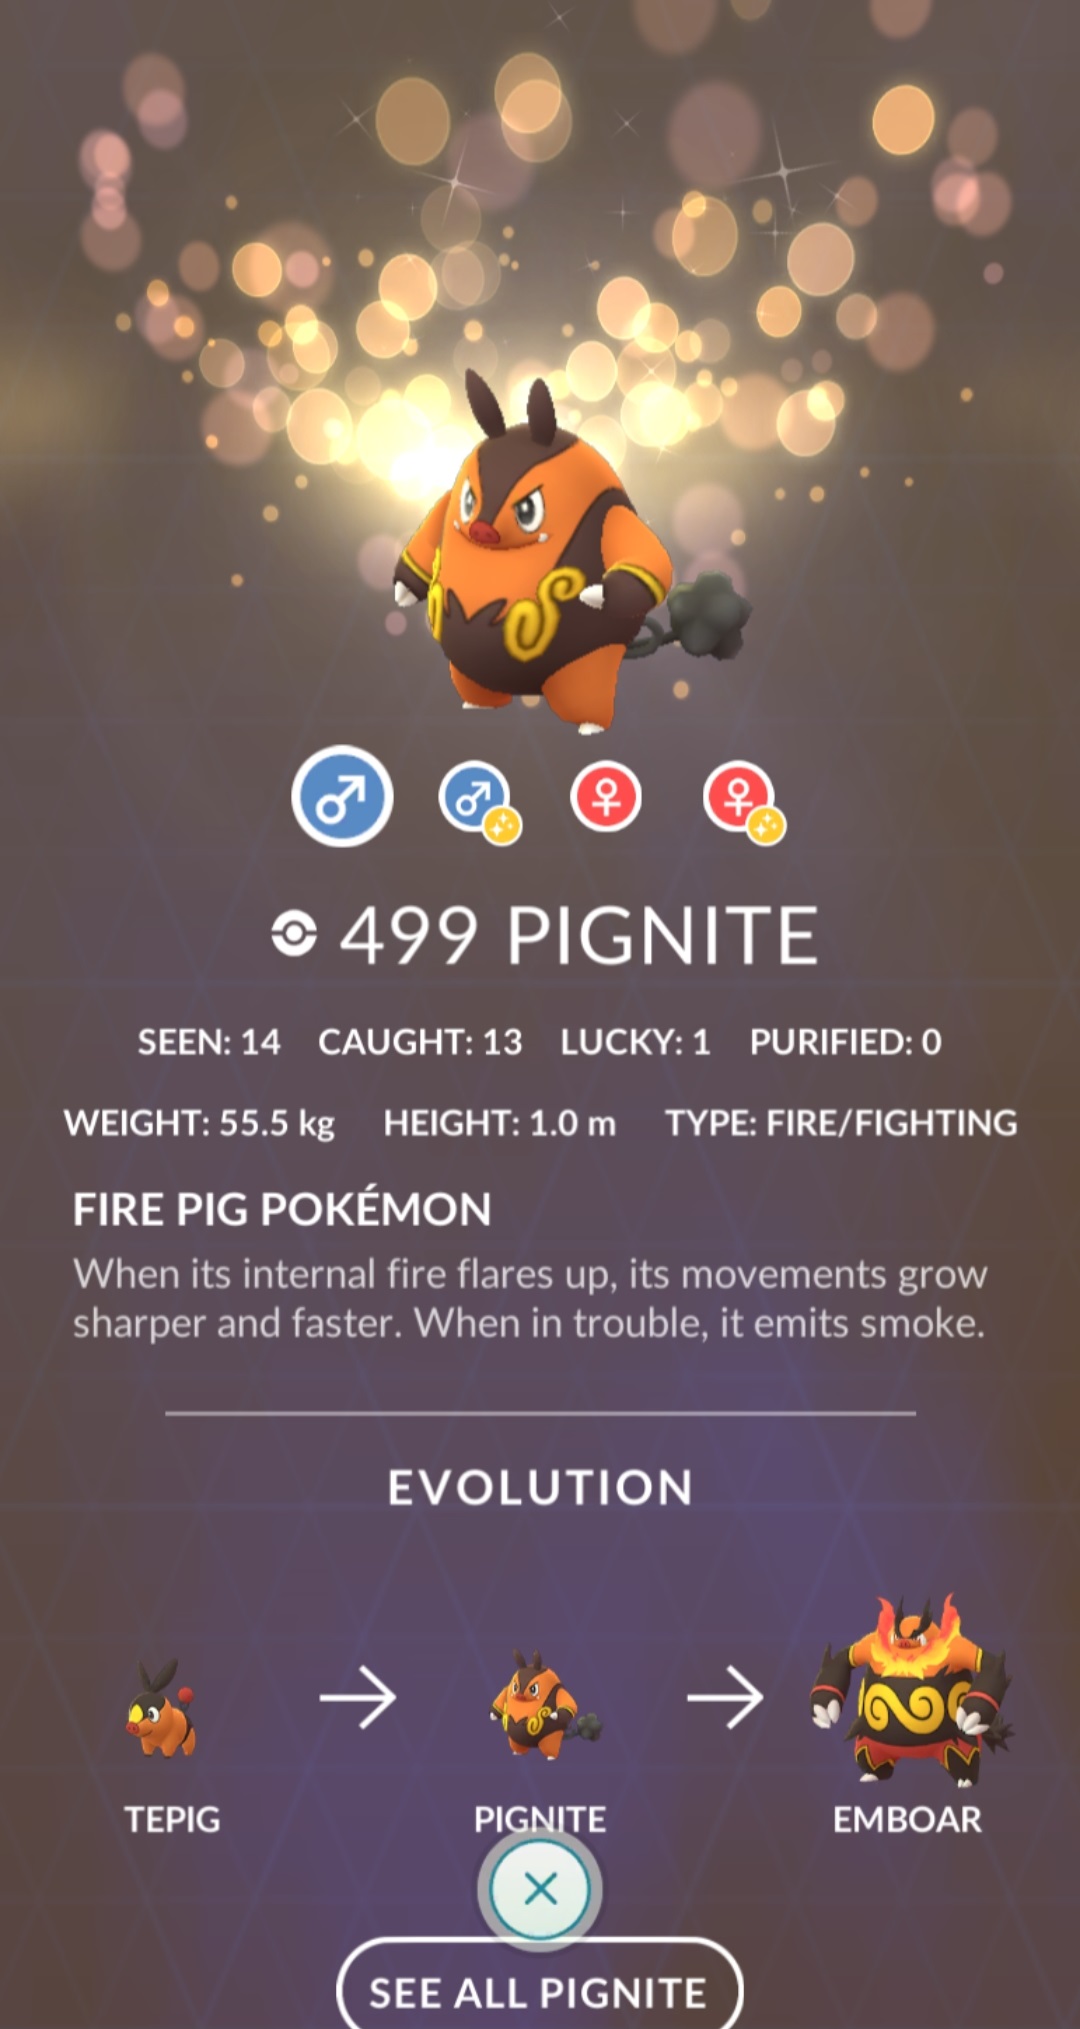 499 PIGNITE
SEEN: 14 CAUGHT: 13 LUCKY: 1 PURIFIED: 0
WEIGHT: 55.5 kg HEIGHT: 1.0 m TYPE: FIRE/FIGHTING
FIRE PIG POKÉMON
When its internal fire flares up, its movements grow
sharper and faster. When in trouble, it emits smoke.
EVOLUTION
TEPIG PIGNITE EMBOAR
SEE ALL PIGNITE